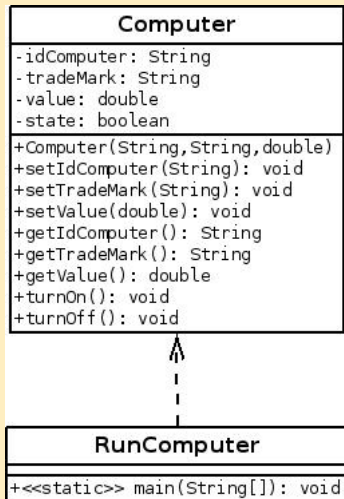 Computer
-idComputer: String
-tradeMark: String
-value: double
-state: boolean
+Computer(String,String,double)
+setIdComputer(String): void
+setTradeMark(String): void
+setValue(double): void
+getIdComputer(): String
+getTradeMark(): String
+getValue(): double
+turnOn(): void
+turnOff(): void
RunComputer
+<<static>> main(String[]): void